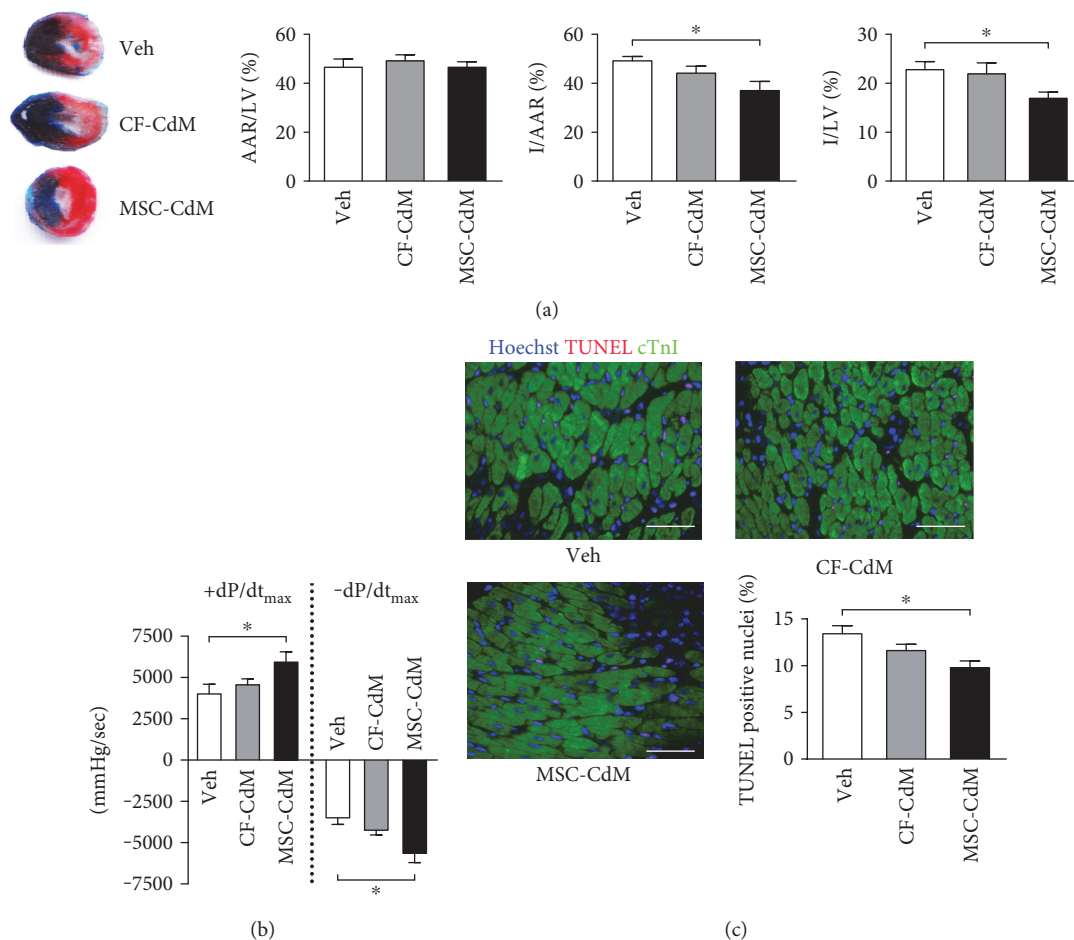 Veh
CF-CdM
MSC-CdM
AAR/LV (%)
60
40
20
0
Veh
CF-CdM
MSC-CdM
I/AAR (%)
60
40
20
0
*
Veh
CF-CdM
MSC-CdM
I/LV (%)
30
20
10
0
*
Veh
CF-CdM
MSC-CdM
(a)
Hoechst TUNEL cTnI
Veh
CF-CdM
MSC-CdM
+dP/dtmax
-dP/dtmax
(mmHg/sec)
7500
5000
2500
0
−2500
−5000
−7500
*
Veh
CF-CdM
MSC-CdM
Veh
CF-CdM
MSC-CdM
*
(b)
TUNEL positive nuclei (%)
15
10
5
0
*
Veh
CF-CdM
MSC-CdM
(c)